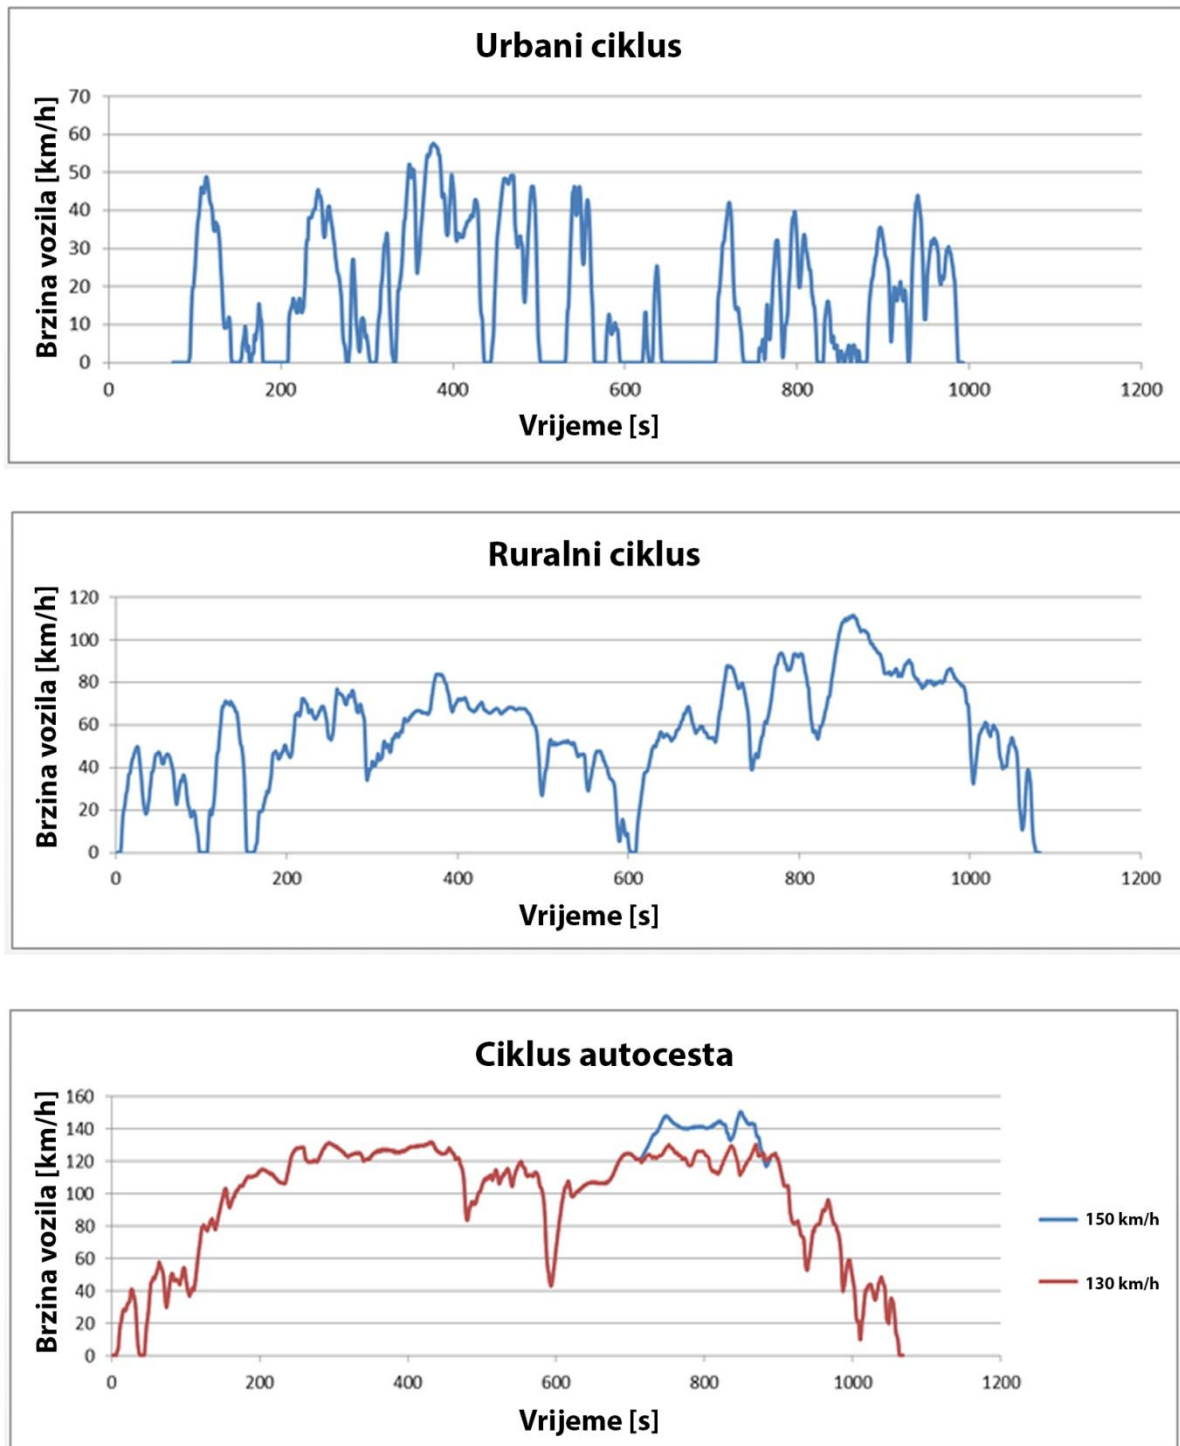 Urbani ciklus
Brzina vozila [km/h]
70
60
50
40
30
20
10
0
0 200 400 600 800 1000 1200
Vrijeme [s]
Ruralni ciklus
Brzina vozila [km/h]
120
100
80
60
40
20
0
0 200 400 600 800 1000 1200
Vrijeme [s]
Ciklus autocesta
Brzina vozila [km/h]
160
140
120
100
80
60
40
20
0
0 200 400 600 800 1000 1200
Vrijeme [s]
150 km/h
130 km/h